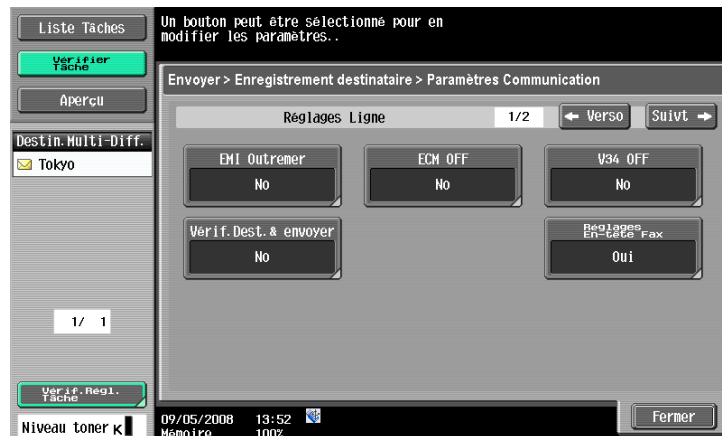 Liste Tâches
Vérifier
Tâche
Aperçu
Destin.Multi-Diff.
Tokyo
1/ 1
Vérif.Régl.
Tâche
Niveau toner K
Un bouton peut être sélectionné pour en
modifier les paramètres..
Envoyer > Enregistrement destinataire > Paramètres Communication
Réglages Ligne
1/2
← Verso
Suivt →
EMI Outremer
No
ECM OFF
No
V34 OFF
No
Vérif.Dest.& envoyer
No
Réglages
En-tête Fax
Oui
09/05/2008 13:52
Mémoire 100%
Fermer